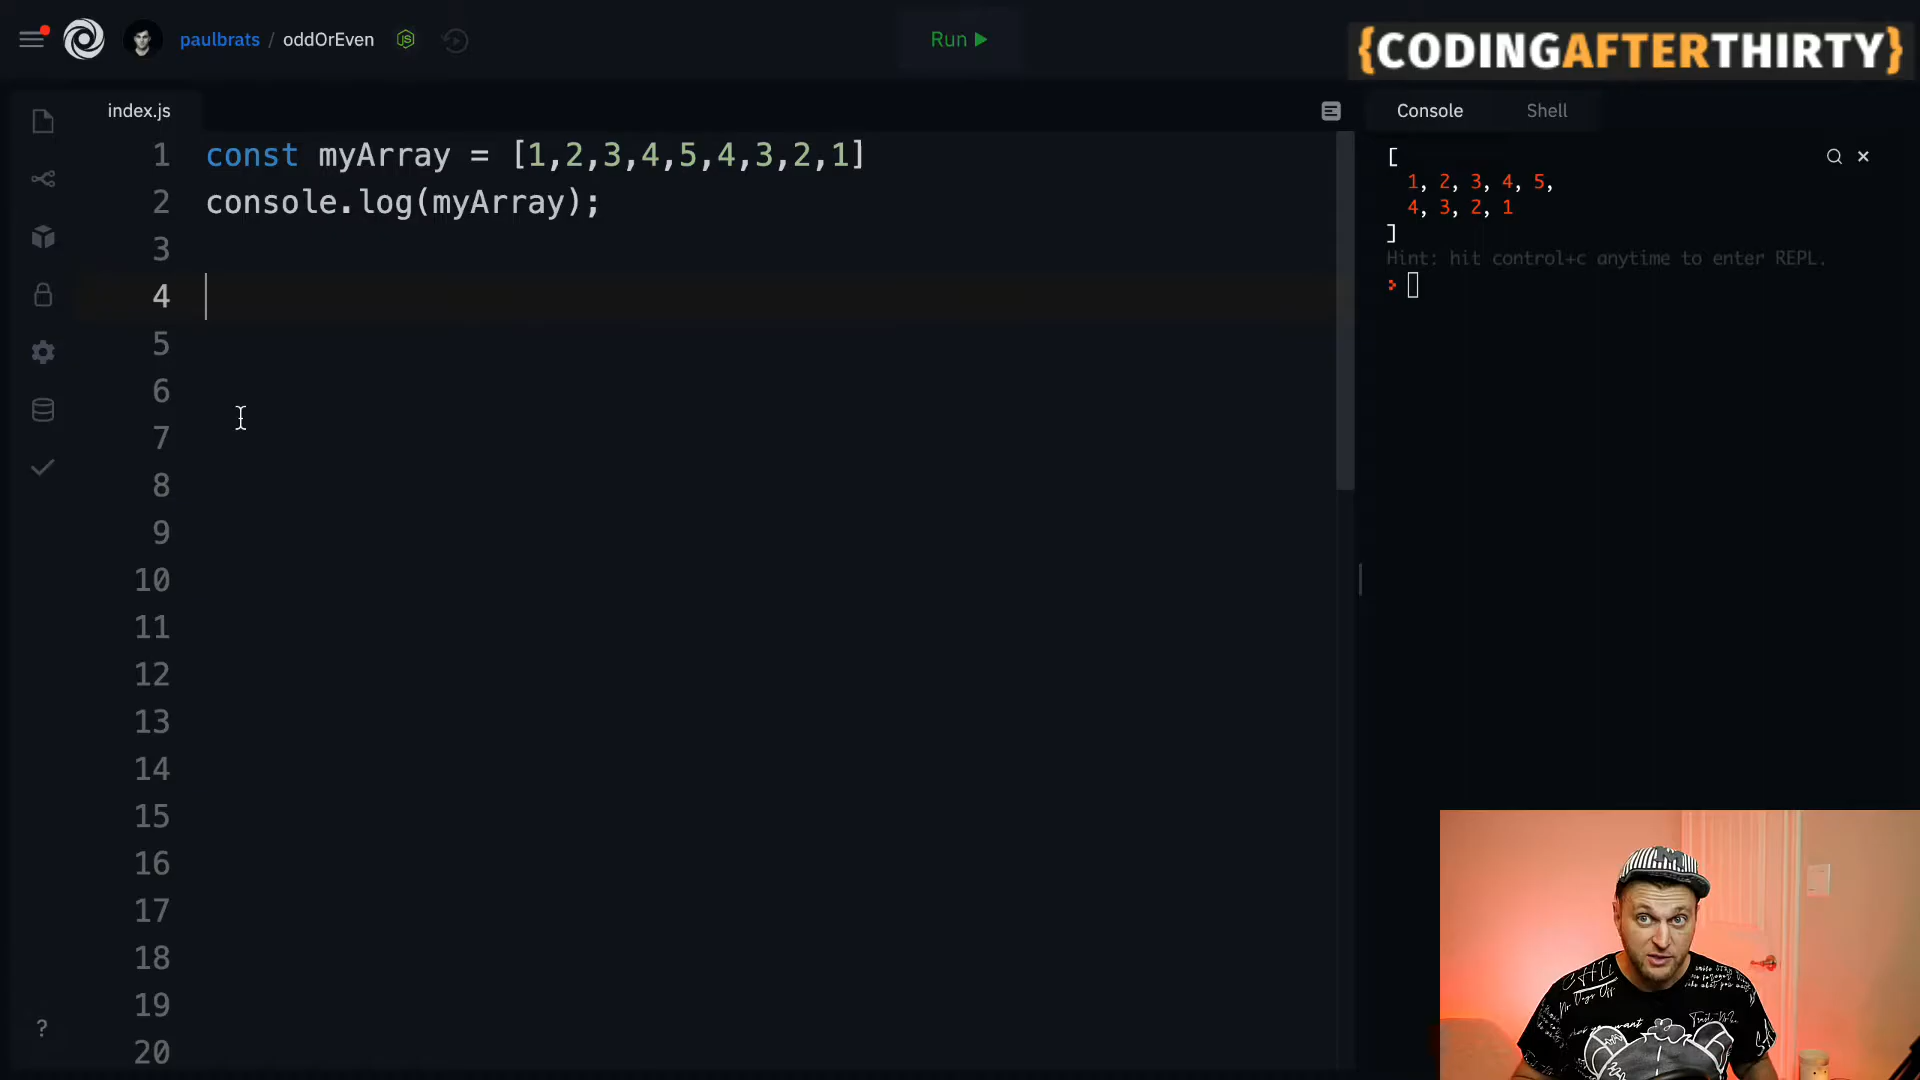 paulbrats / oddOrEven
Run
{CODINGAFTERTHIRTY}
index.js
Console
Shell
1 const myArray = [1,2,3,4,5,4,3,2,1]
2 console.log(myArray);
3
4
5
6
7
8
9
10
11
12
13
14
15
16
17
18
19
20
[
1, 2, 3, 4, 5,
4, 3, 2, 1
]
Hint: hit control+c anytime to enter REPL.
?